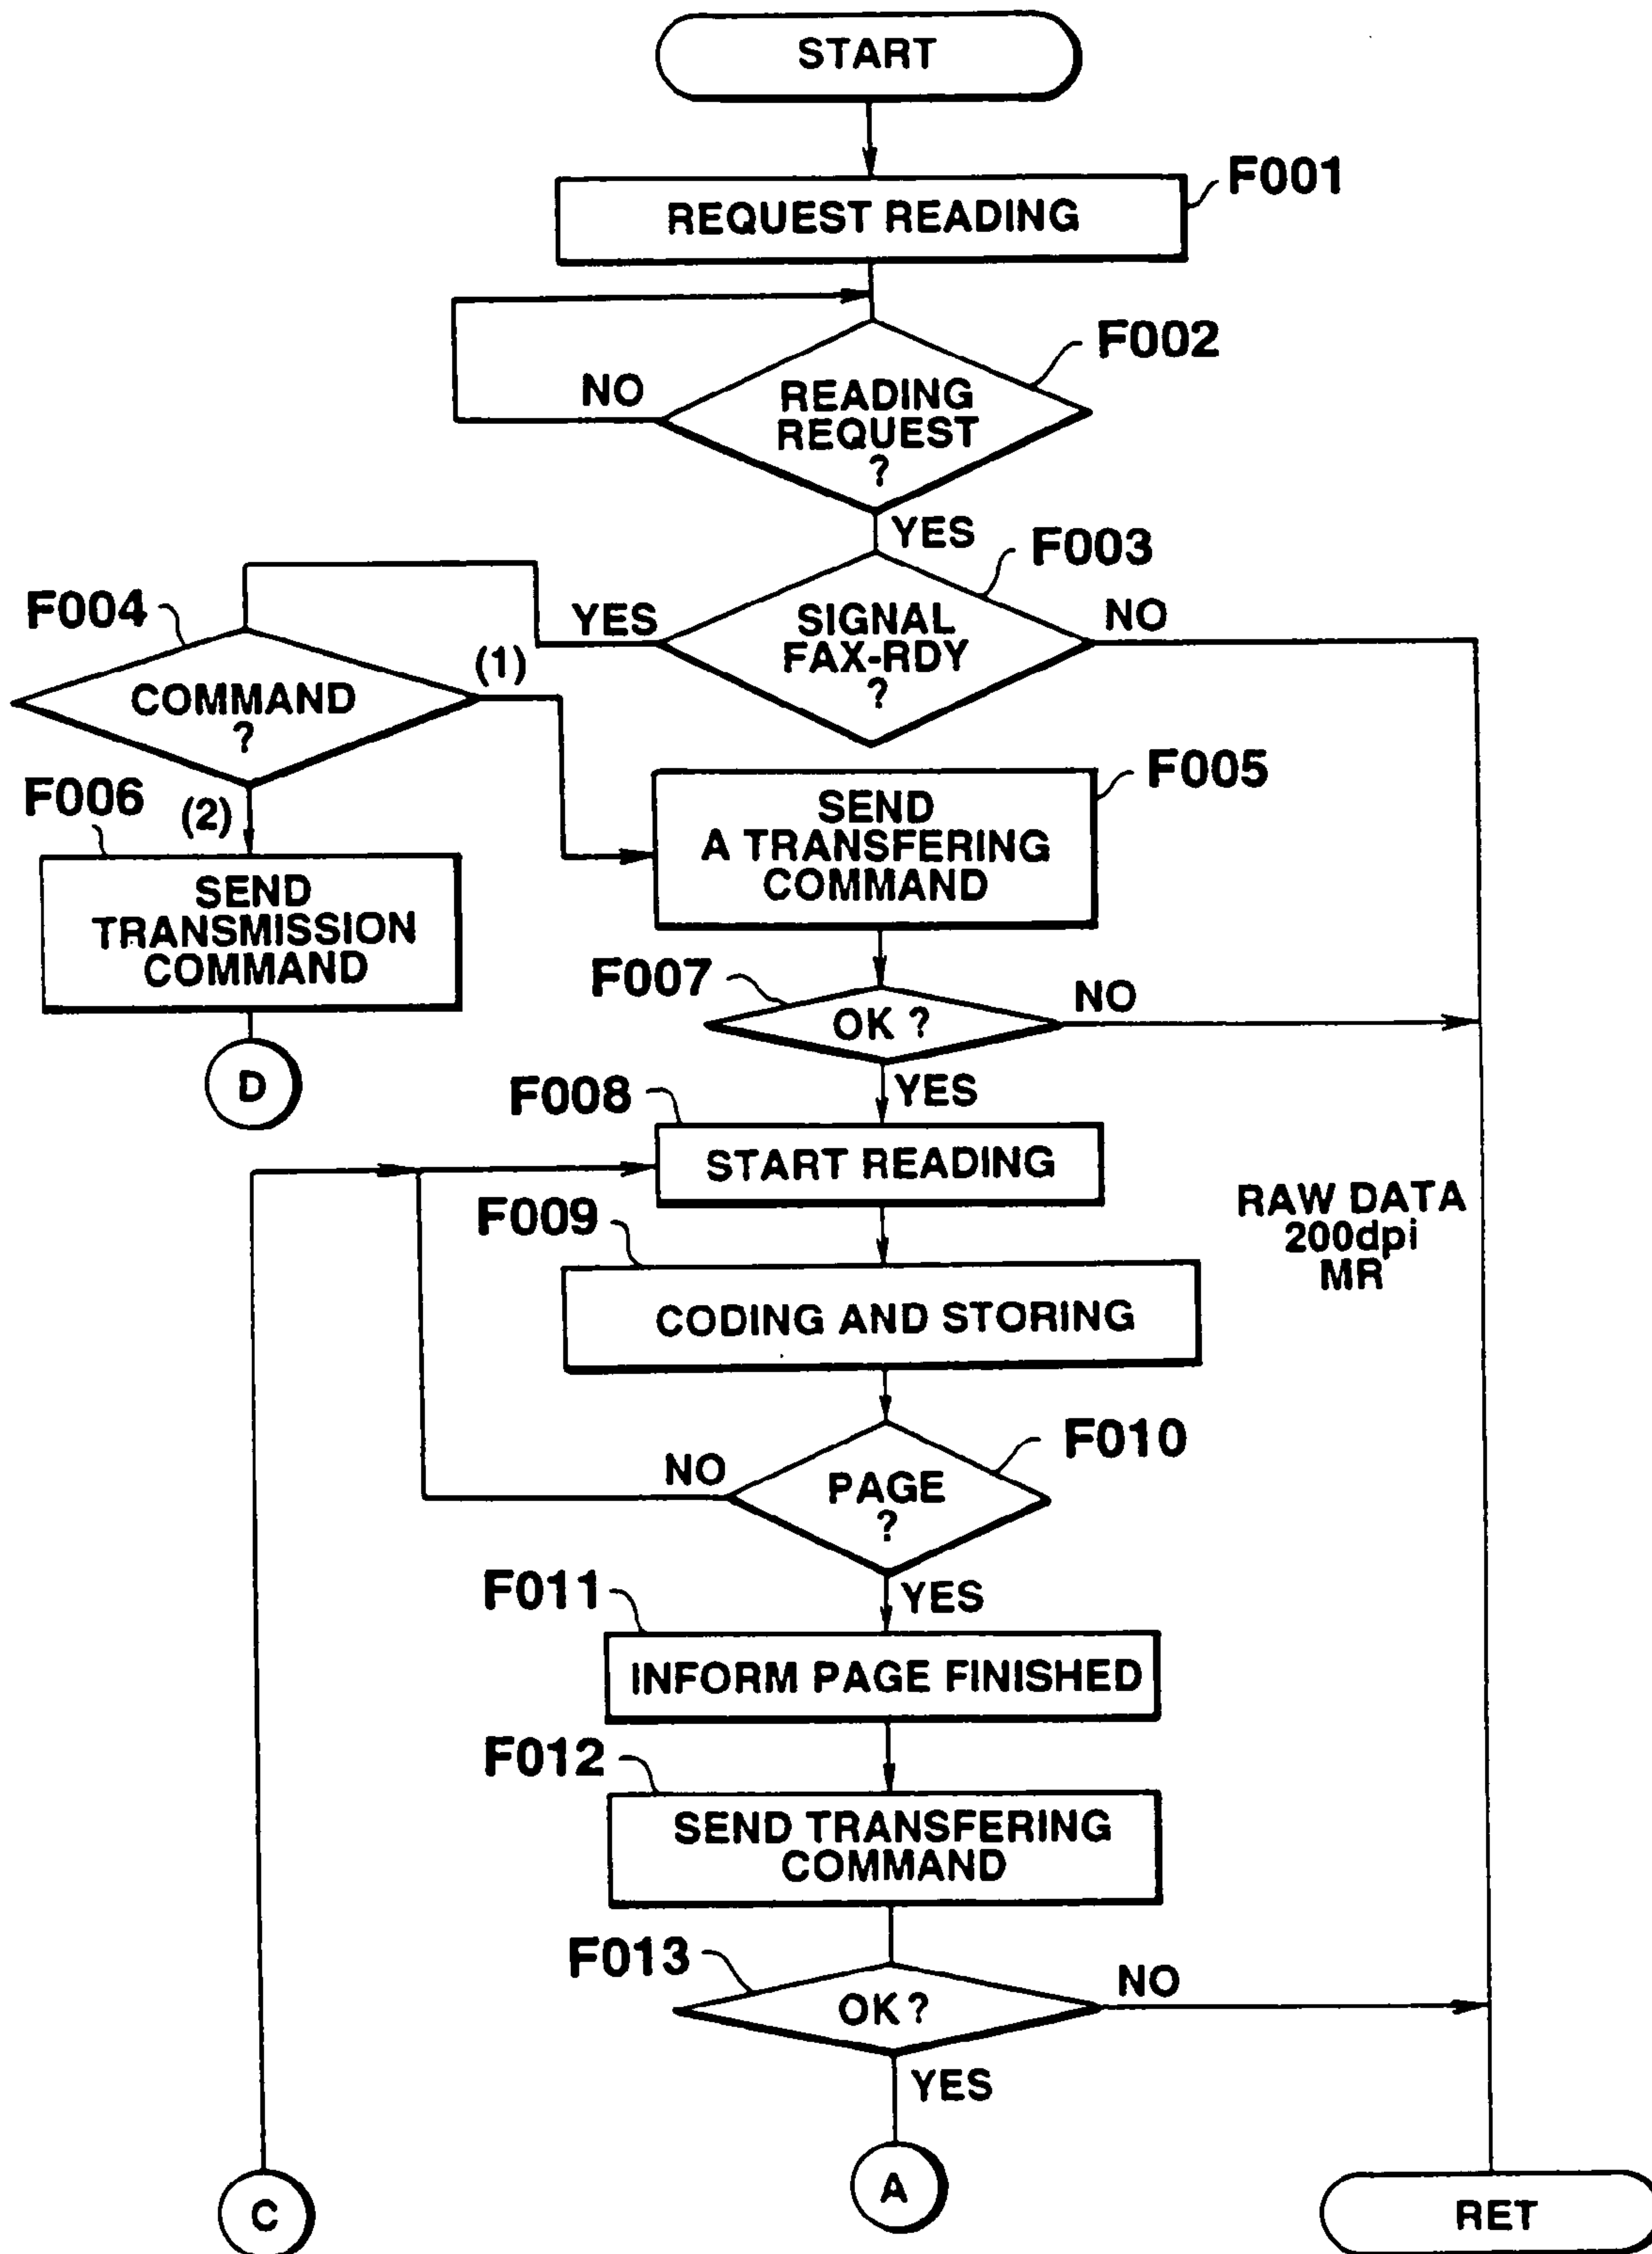 START
F001
REQUEST READING
F002
NO
READING
REQUEST
?
YES
F003
F004
YES
SIGNAL
FAX-RDY
?
NO
(1)
COMMAND
?
F005
F006
(2)
SEND
A TRANSFERING
COMMAND
SEND
TRANSMISSION
COMMAND
F007
OK ?
NO
D
YES
F008
START READING
RAW DATA
200dpi
MR
F009
CODING AND STORING
F010
NO
PAGE
?
YES
F011
INFORM PAGE FINISHED
F012
SEND TRANSFERING
COMMAND
F013
OK ?
NO
YES
C
A
RET